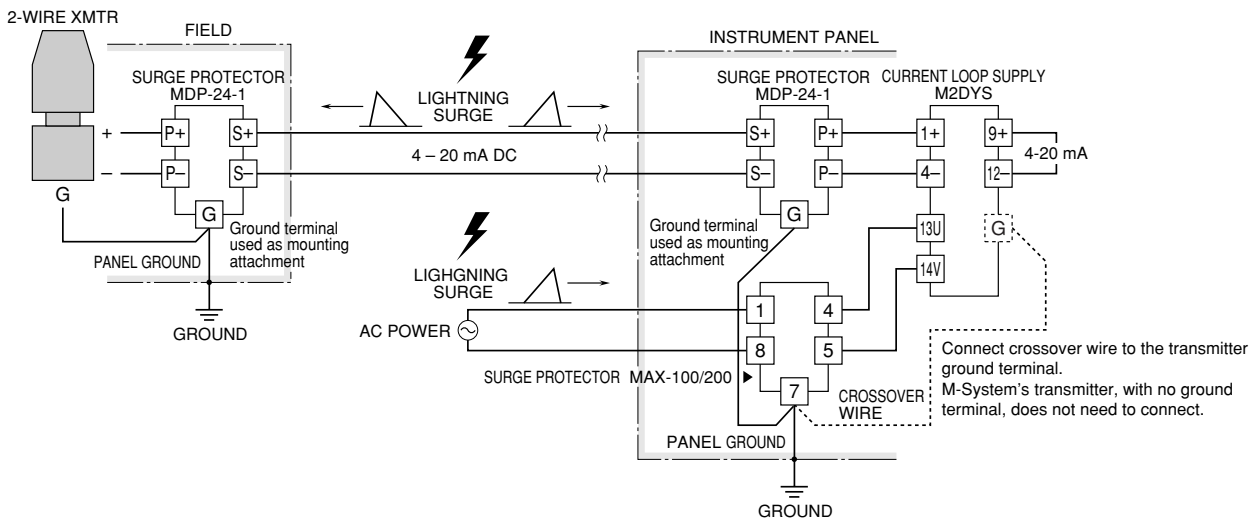 2-WIRE XMTR
FIELD
INSTRUMENT PANEL
SURGE PROTECTOR
MDP-24-1
LIGHTNING
SURGE
SURGE PROTECTOR
MDP-24-1
CURRENT LOOP SUPPLY
M2DYS
+
P+
S+
S+
P+
1+
9+
4 – 20 mA DC
4-20 mA
–
P–
S–
S–
P–
4–
12–
G
G
Ground terminal
used as mounting
attachment
G
Ground terminal
used as mounting
attachment
13U
G
14V
PANEL GROUND
GROUND
LIGHGNING
SURGE
AC POWER
1
4
8
5
SURGE PROTECTOR MAX-100/200
7
CROSSOVER
WIRE
Connect crossover wire to the transmitter
ground terminal.
M-System's transmitter, with no ground
terminal, does not need to connect.
PANEL GROUND
GROUND